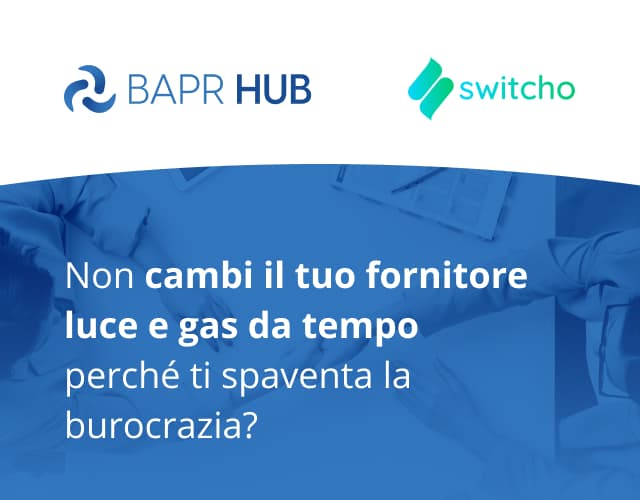 BAPR HUB
switcho
Non cambi il tuo fornitore
luce e gas da tempo
perché ti spaventa la
burocrazia?